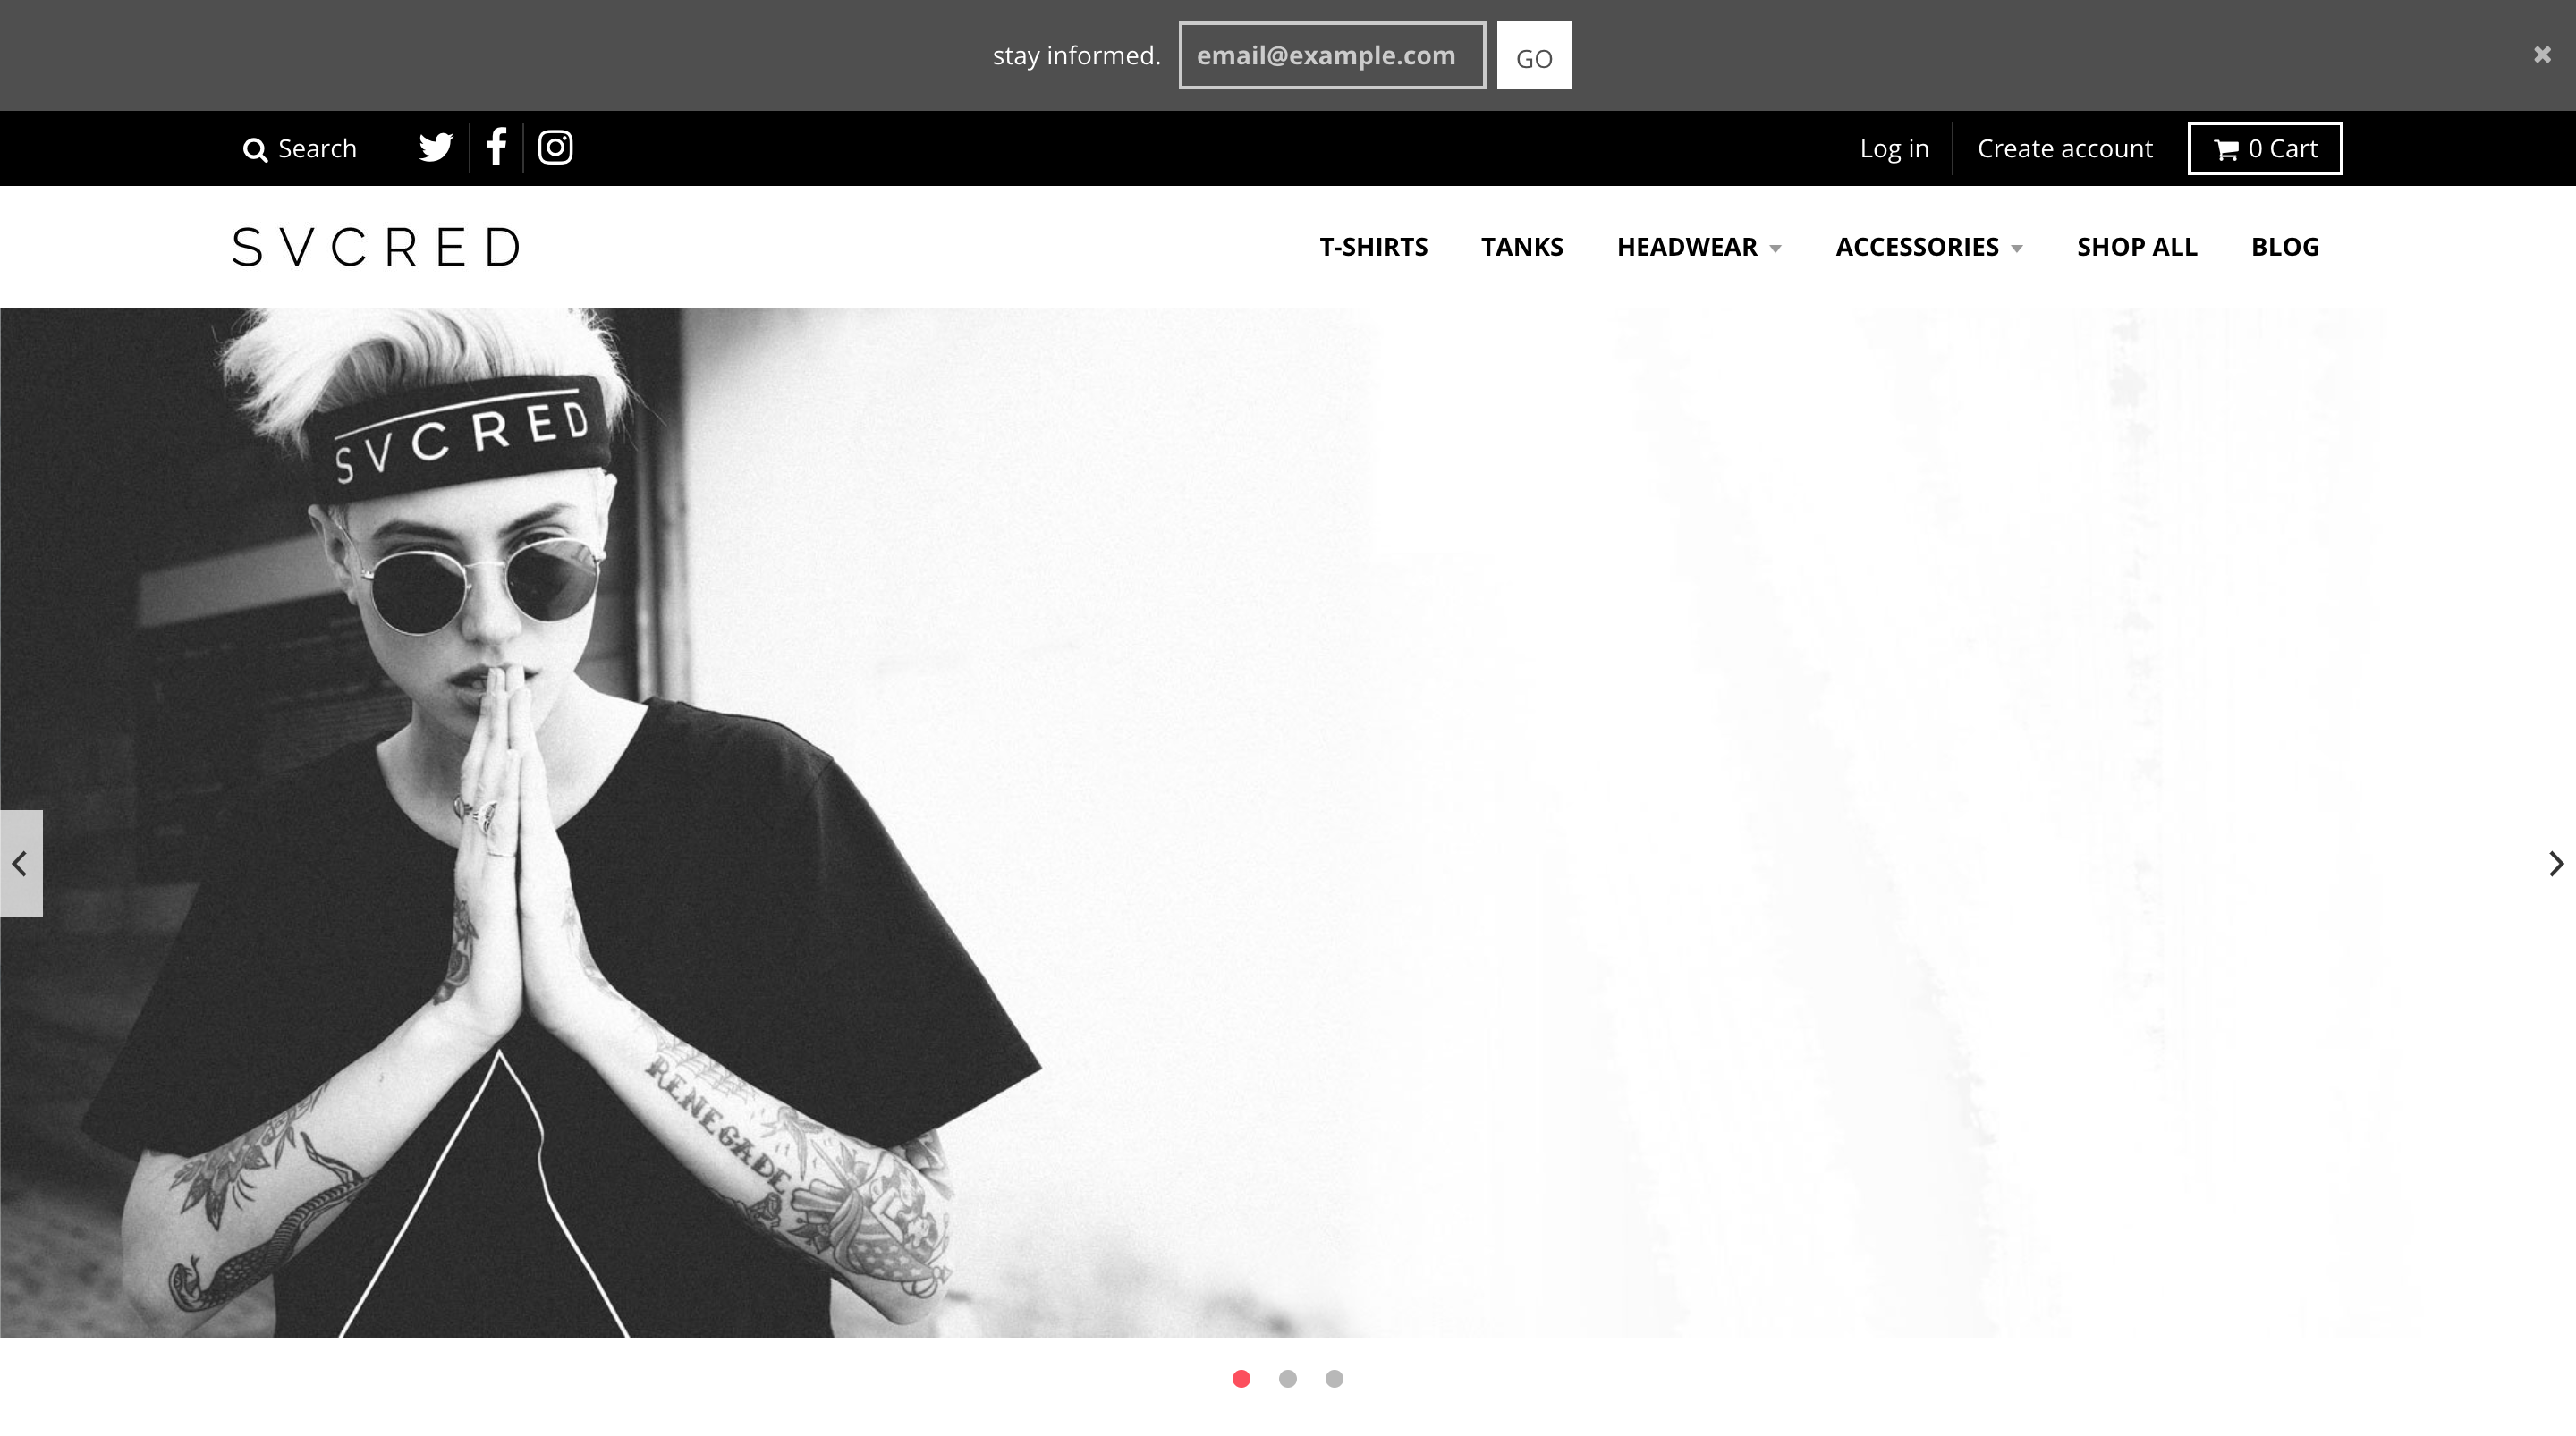 stay informed. email@example.com GO
Search Log in Create account 0 Cart
SVCRED T-SHIRTS TANKS HEADWEAR ACCESSORIES SHOP ALL BLOG
SVCRED
RENEGADE